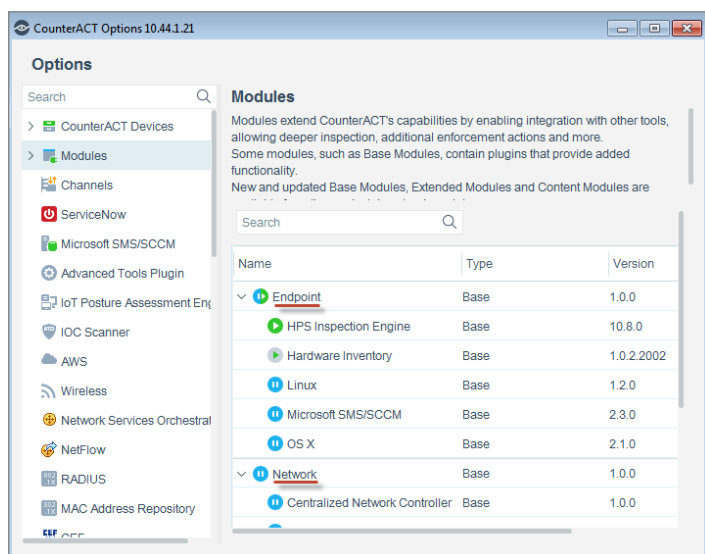 CounterACT Options 10.44.1.21
Options
Search
CounterACT Devices
Modules
Channels
ServiceNow
Microsoft SMS/SCCM
Advanced Tools Plugin
IoT Posture Assessment Eng
IOC Scanner
AWS
Wireless
Network Services Orchestrat
NetFlow
RADIUS
MAC Address Repository
Modules
Modules extend CounterACT's capabilities by enabling integration with other tools,
allowing deeper inspection, additional enforcement actions and more.
Some modules, such as Base Modules, contain plugins that provide added
functionality.
New and updated Base Modules, Extended Modules and Content Modules are
Search
Name Type Version
Endpoint Base 1.0.0
HPS Inspection Engine Base 10.8.0
Hardware Inventory Base 1.0.2.2002
Linux Base 1.2.0
Microsoft SMS/SCCM Base 2.3.0
OS X Base 2.1.0
Network Base 1.0.0
Centralized Network Controller Base 1.0.0